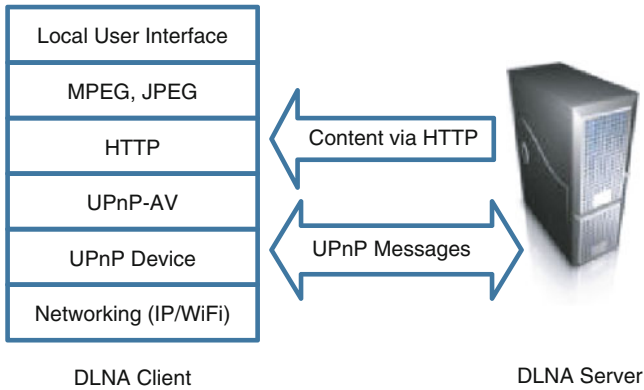 Local User Interface
MPEG, JPEG
HTTP
UPnP-AV
UPnP Device
Networking (IP/WiFi)
Content via HTTP
UPnP Messages
DLNA Client
DLNA Server